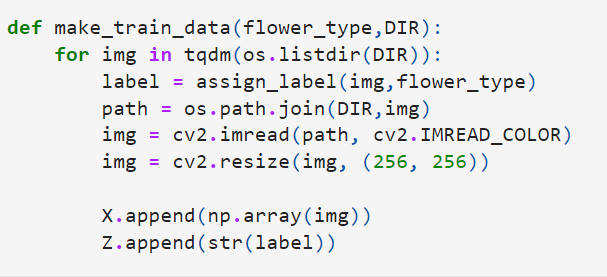 def make_train_data(flower_type,DIR):
    for img in tqdm(os.listdir(DIR)):
        label = assign_label(img,flower_type)
        path = os.path.join(DIR,img)
        img = cv2.imread(path, cv2.IMREAD_COLOR)
        img = cv2.resize(img, (256, 256))

        X.append(np.array(img))
        Z.append(str(label))